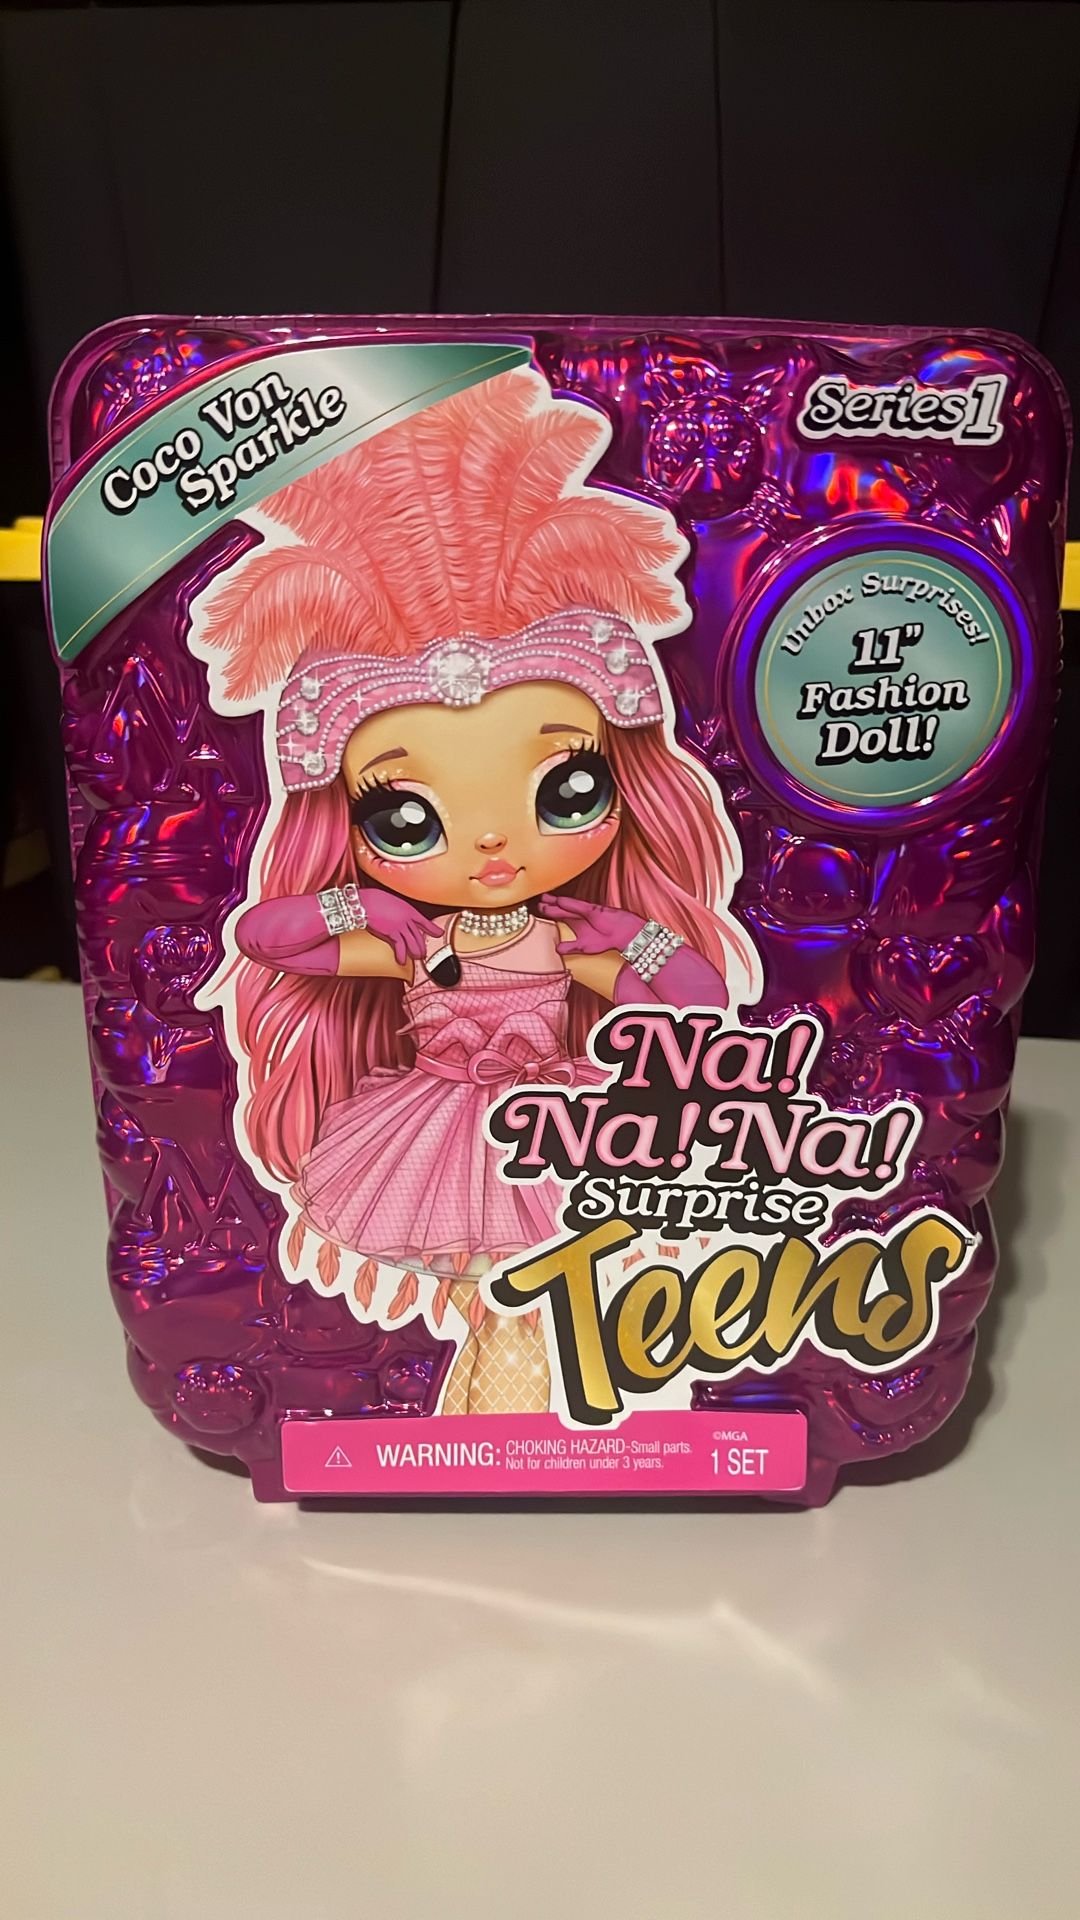 Coco Von
Sparkle
Series 1
Unbox Surprises!
11"
Fashion
Doll!
Na!
Na! Na!
Surprise
Teens™
WARNING: CHOKING HAZARD-Small parts.
Not for children under 3 years.
©MGA
1 SET